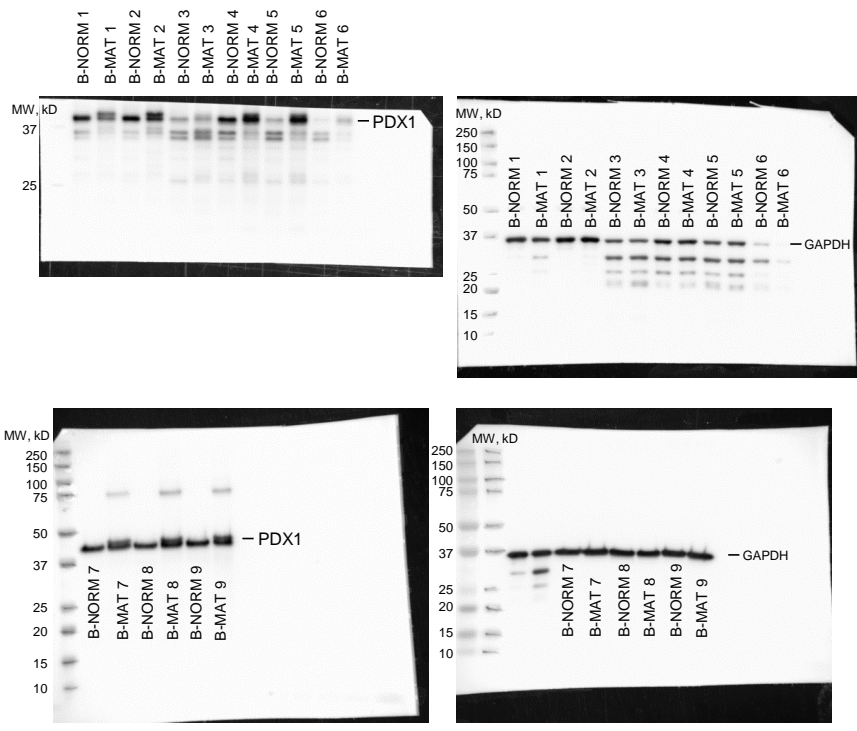 B-NORM 1
B-MAT 1
B-NORM 2
B-MAT 2
B-NORM 3
B-MAT 3
B-NORM 4
B-MAT 4
B-NORM 5
B-MAT 5
B-NORM 6
B-MAT 6
MW, kD
37
25
PDX1
MW, kD
250
150
100
75
50
37
25
20
15
10
B-NORM 1
B-MAT 1
B-NORM 2
B-MAT 2
B-NORM 3
B-MAT 3
B-NORM 4
B-MAT 4
B-NORM 5
B-MAT 5
B-NORM 6
B-MAT 6
GAPDH
MW, kD
250
150
100
75
50
37
25
20
15
10
PDX1
B-NORM 7
B-MAT 7
B-NORM 8
B-MAT 8
B-NORM 9
B-MAT 9
MW, kD
250
150
100
75
50
37
25
20
15
10
GAPDH
B-NORM 7
B-MAT 7
B-NORM 8
B-MAT 8
B-NORM 9
B-MAT 9